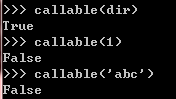 >>> callable(dir)
True
>>> callable(1)
False
>>> callable('abc')
False